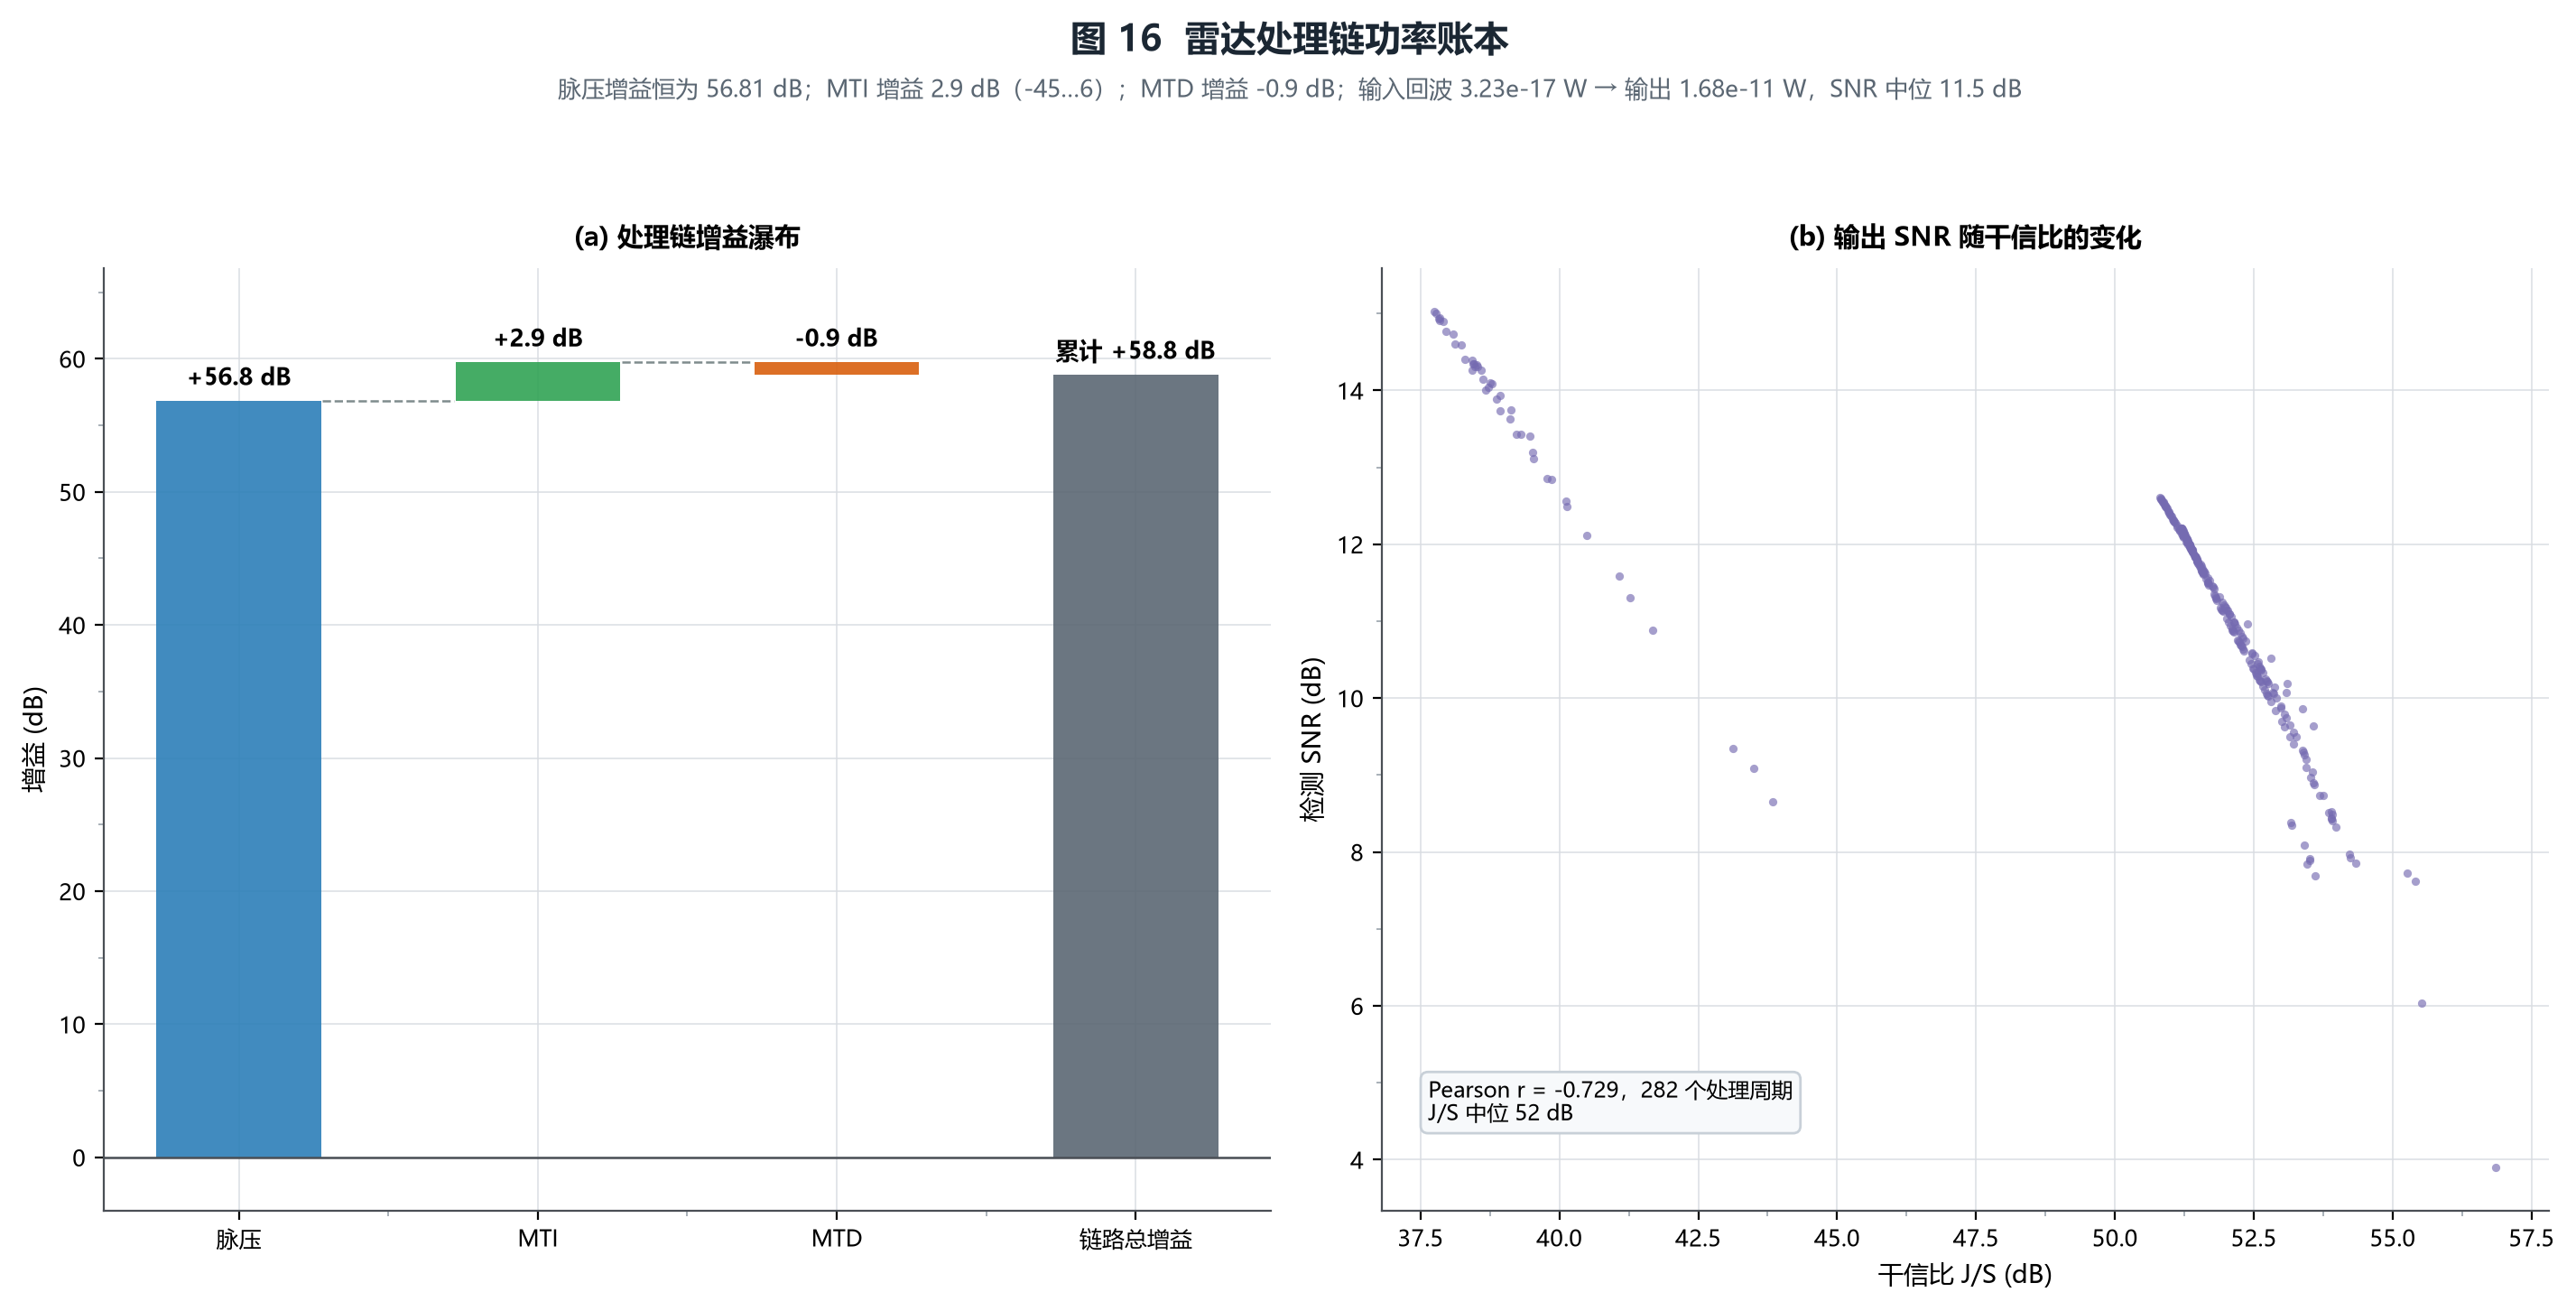 图 16 雷达处理链功率账本
脉压增益恒为 56.81 dB；MTI 增益 2.9 dB（-45…6）；MTD 增益 -0.9 dB；输入回波 3.23e-17 W → 输出 1.68e-11 W，SNR 中位 11.5 dB
(a) 处理链增益瀑布
增益 (dB)
60
50
40
30
20
10
0
+56.8 dB
+2.9 dB
-0.9 dB
累计 +58.8 dB
脉压
MTI
MTD
链路总增益
(b) 输出 SNR 随干信比的变化
检测 SNR (dB)
14
12
10
8
6
4
Pearson r = -0.729，282 个处理周期
J/S 中位 52 dB
37.5
40.0
42.5
45.0
47.5
50.0
52.5
55.0
57.5
干信比 J/S (dB)